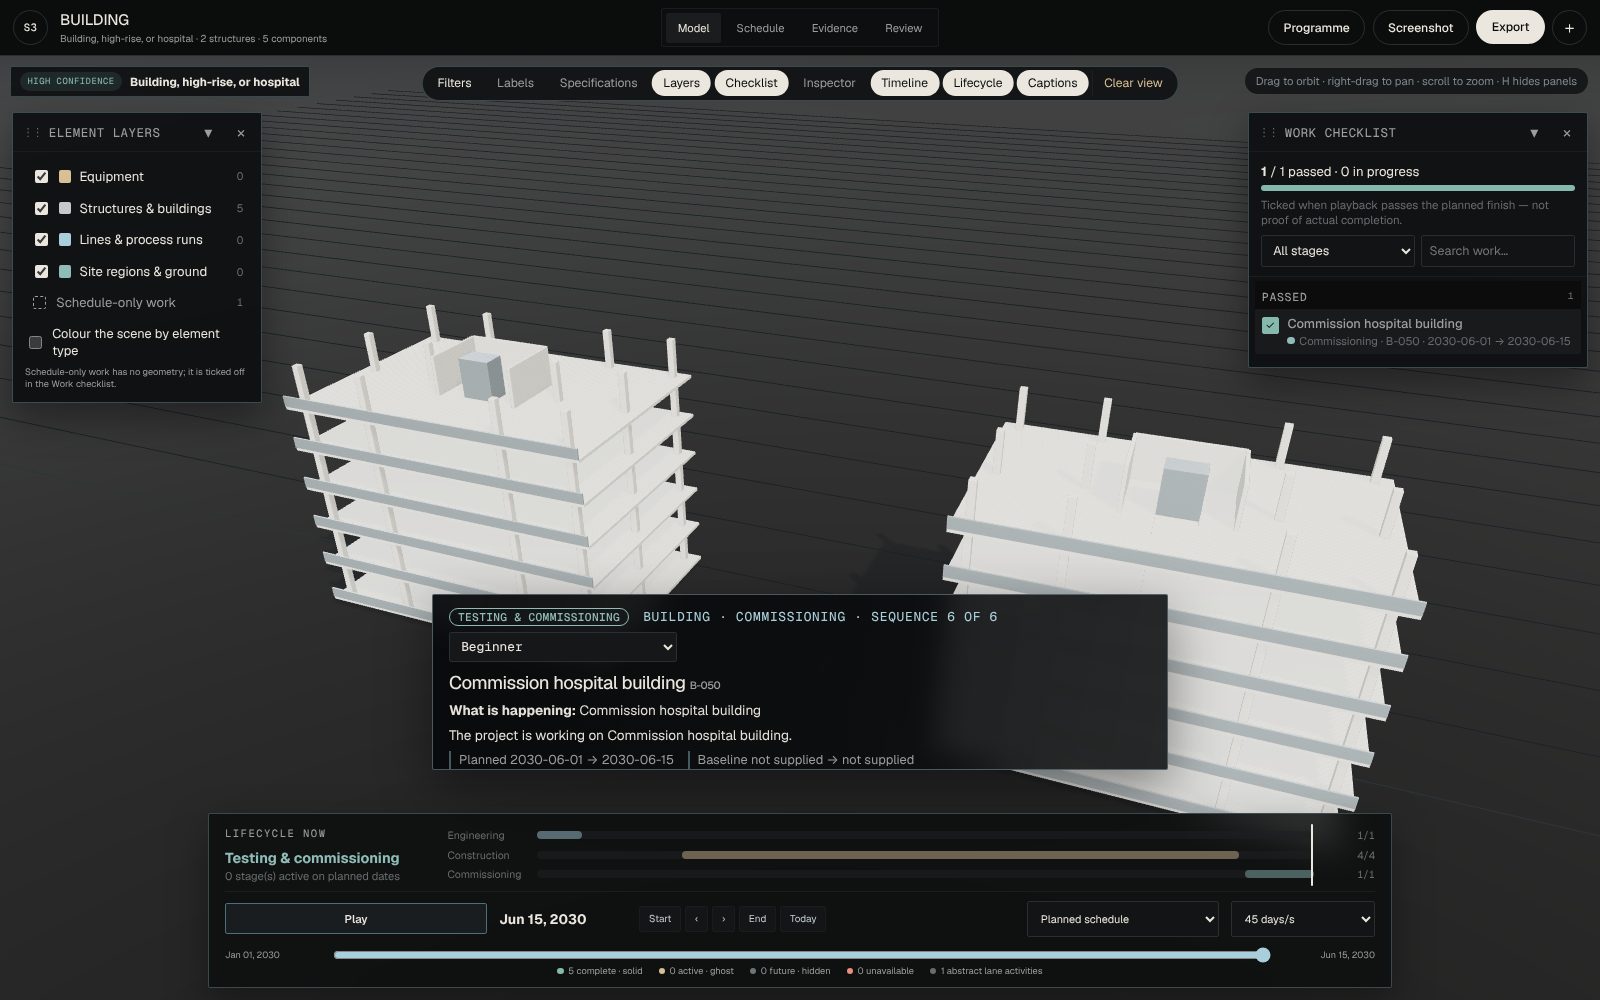 S3
BUILDING
Building, high-rise, or hospital · 2 structures · 5 components
Model
Schedule
Evidence
Review
Programme
Screenshot
Export
+
HIGH CONFIDENCE
Building, high-rise, or hospital
Filters
Labels
Specifications
Layers
Checklist
Inspector
Timeline
Lifecycle
Captions
Clear view
Drag to orbit · right-drag to pan · scroll to zoom · H hides panels
ELEMENT LAYERS
Equipment 0
Structures & buildings 5
Lines & process runs 0
Site regions & ground 0
Schedule-only work 1
Colour the scene by element
type
Schedule-only work has no geometry; it is ticked off
in the Work checklist.
WORK CHECKLIST
1 / 1 passed · 0 in progress
Ticked when playback passes the planned finish — not
proof of actual completion.
All stages
Search work...
PASSED 1
Commission hospital building
Commissioning · B-050 · 2030-06-01 → 2030-06-15
TESTING & COMMISSIONING
BUILDING · COMMISSIONING · SEQUENCE 6 OF 6
Beginner
Commission hospital building B-050
What is happening: Commission hospital building
The project is working on Commission hospital building.
Planned 2030-06-01 → 2030-06-15
Baseline not supplied → not supplied
LIFECYCLE NOW
Testing & commissioning
0 stage(s) active on planned dates
Engineering 1/1
Construction 4/4
Commissioning 1/1
Play
Jun 15, 2030
Start
‹
›
End
Today
Planned schedule
45 days/s
Jan 01, 2030
Jun 15, 2030
5 complete · solid
0 active · ghost
0 future · hidden
0 unavailable
1 abstract lane activities